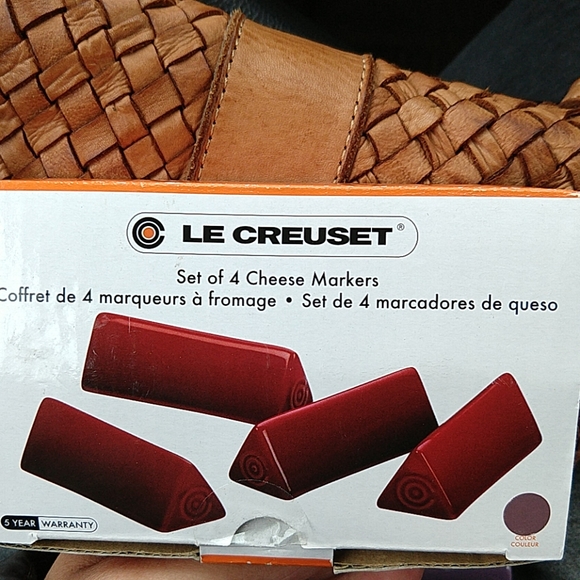 LE CREUSET®
Set of 4 Cheese Markers
Coffret de 4 marqueurs à fromage • Set de 4 marcadores de queso
5 YEAR WARRANTY
COLOR
COULEUR